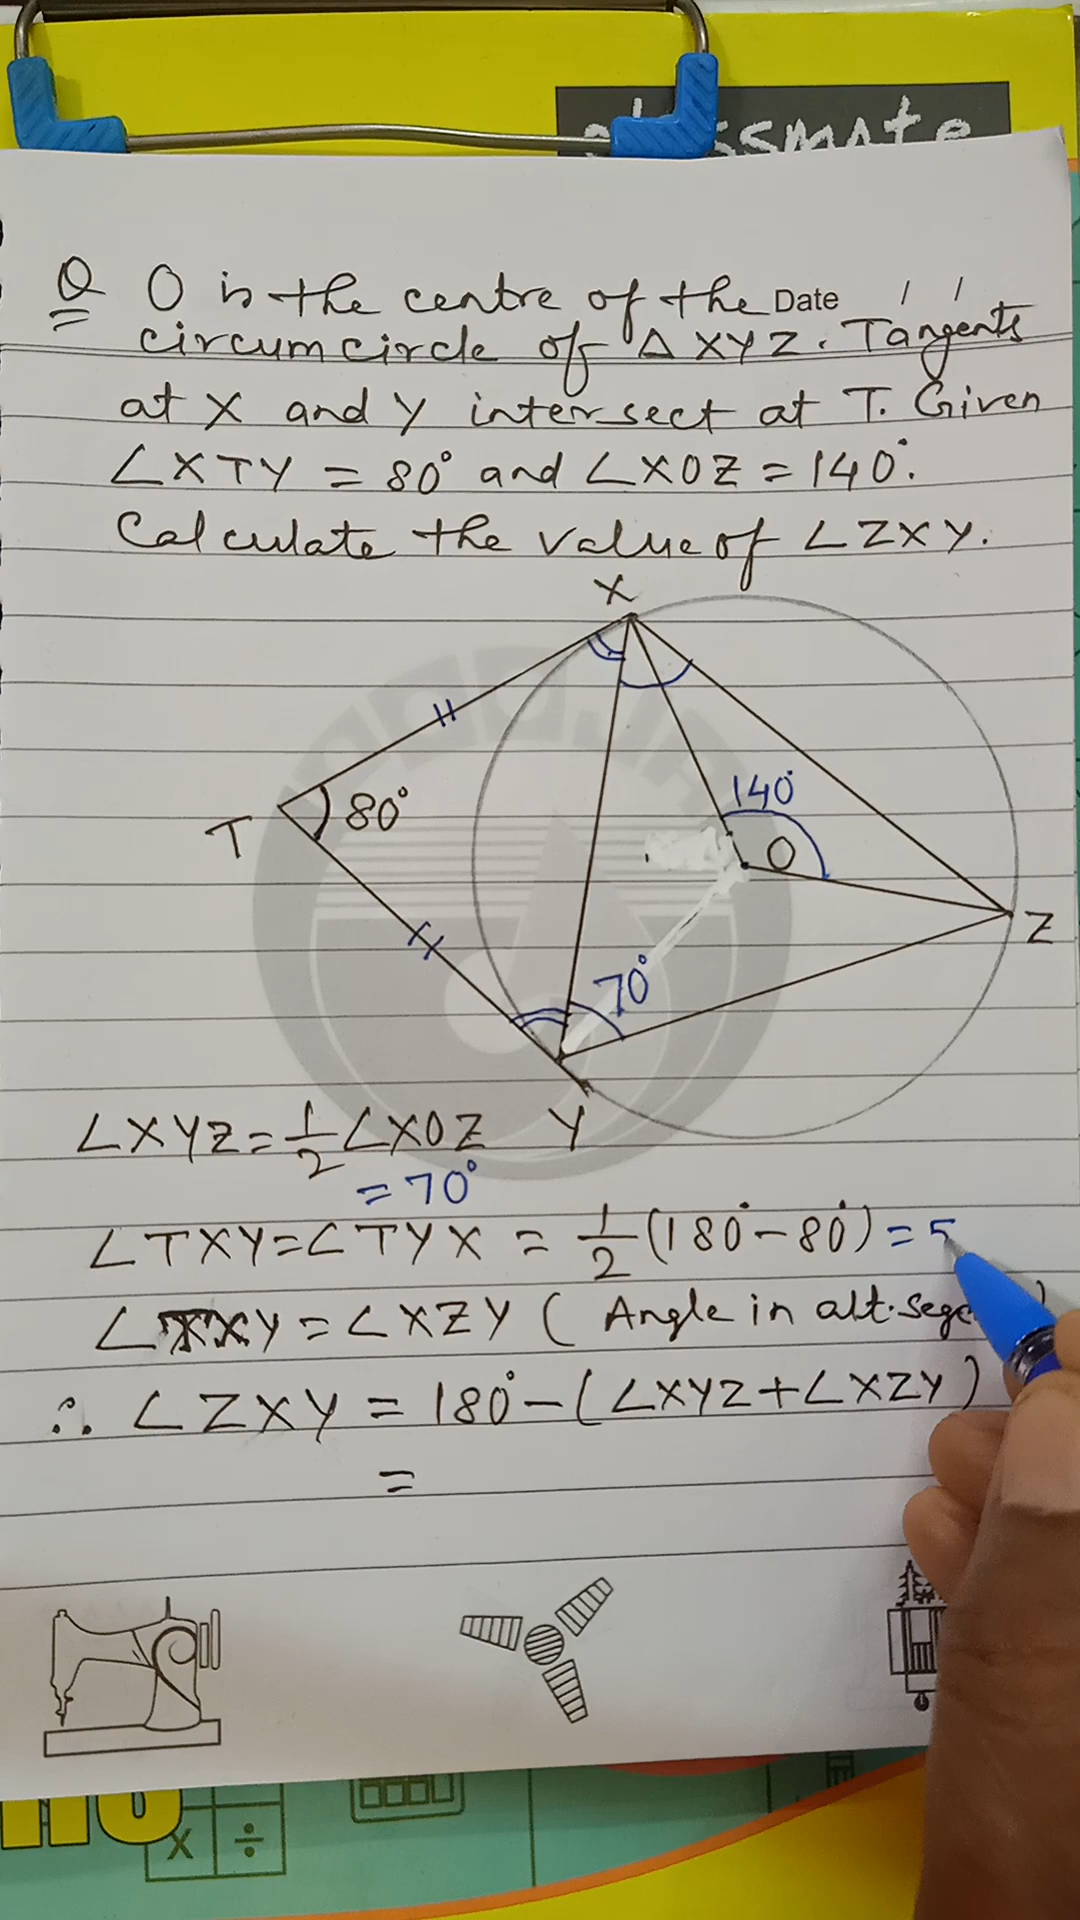 classmate
Q O is the centre of the Date / /
circumcircle of △XYZ. Tangents
at X and Y intersect at T. Given
∠XTY = 80° and ∠XOZ = 140°.
Calculate the value of ∠ZXY.
X
140°
T 80° O
Z
70°
∠XYZ = 1/2 ∠XOZ Y
= 70°
∠TXY = ∠TYX = 1/2 (180° - 80°) = 5
∠TXY = ∠XZY ( Angle in alt.
∴ ∠ZXY = 180° - (∠XYZ + ∠XZY)
=
x ÷